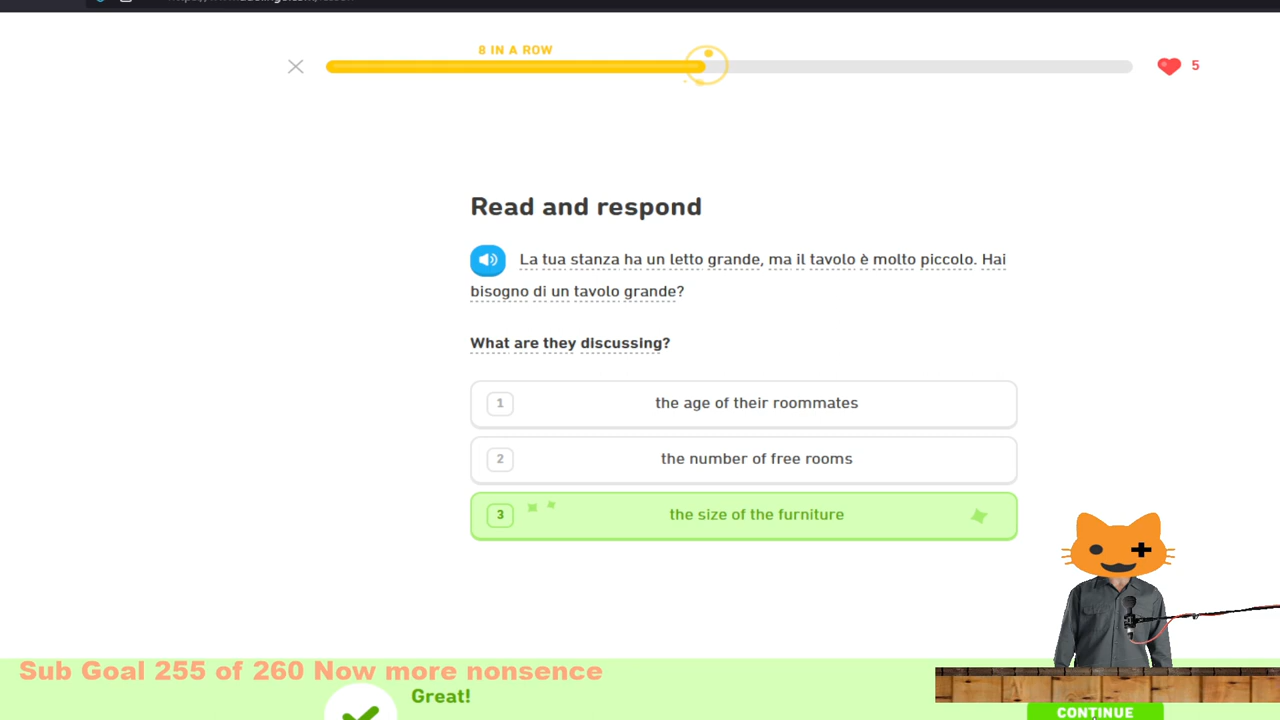 8 IN A ROW
5
Read and respond
La tua stanza ha un letto grande, ma il tavolo è molto piccolo. Hai
bisogno di un tavolo grande?
What are they discussing?
1 the age of their roommates
2 the number of free rooms
3 the size of the furniture
Sub Goal 255 of 260 Now more nonsense
Great!
CONTINUE